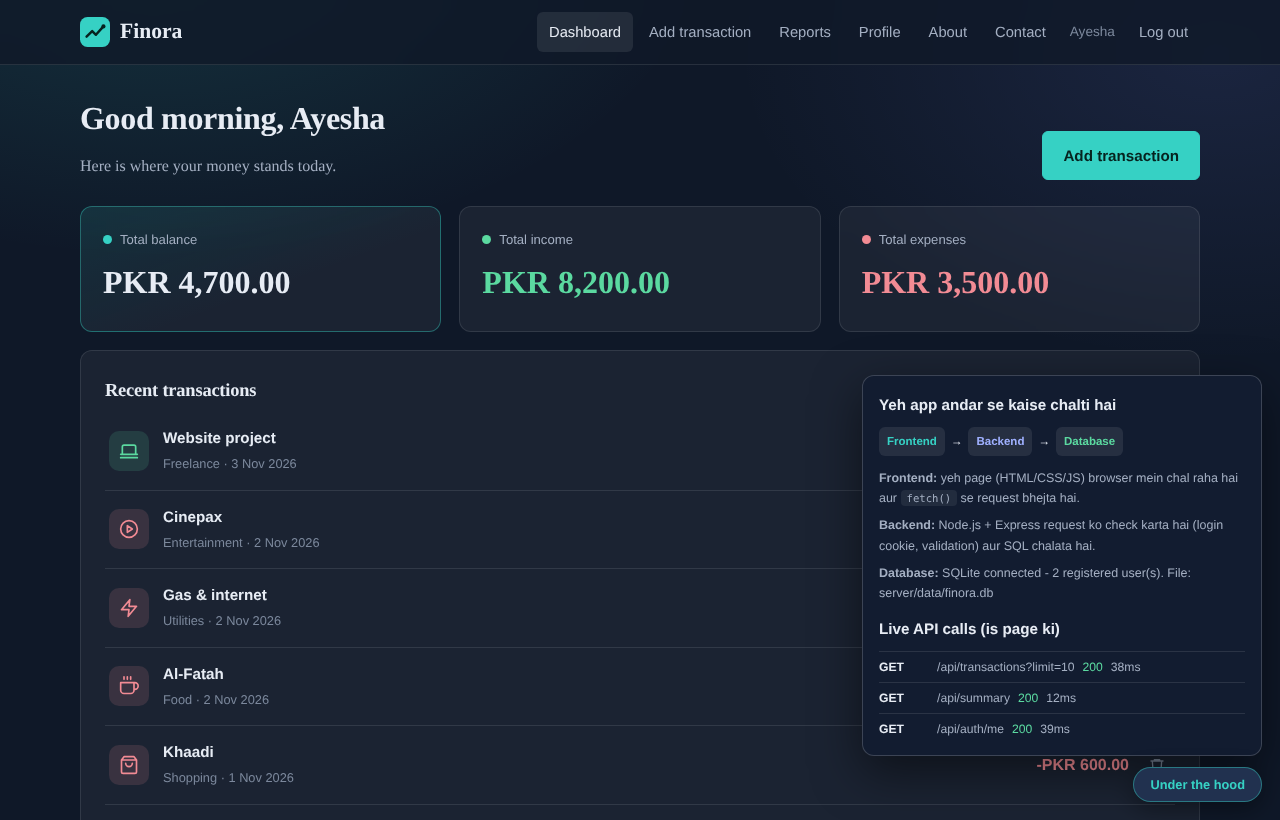 Finora
Dashboard
Add transaction
Reports
Profile
About
Contact
Ayesha
Log out
Good morning, Ayesha
Here is where your money stands today.
Add transaction
Total balance
PKR 4,700.00
Total income
PKR 8,200.00
Total expenses
PKR 3,500.00
Recent transactions
Website project
Freelance · 3 Nov 2026
Cinepax
Entertainment · 2 Nov 2026
Gas & internet
Utilities · 2 Nov 2026
Al-Fatah
Food · 2 Nov 2026
Khaadi
Shopping · 1 Nov 2026
-PKR 600.00
Yeh app andar se kaise chalti hai
Frontend → Backend → Database
Frontend: yeh page (HTML/CSS/JS) browser mein chal raha hai
aur fetch() se request bhejta hai.
Backend: Node.js + Express request ko check karta hai (login
cookie, validation) aur SQL chalata hai.
Database: SQLite connected - 2 registered user(s). File:
server/data/finora.db
Live API calls (is page ki)
GET /api/transactions?limit=10 200 38ms
GET /api/summary 200 12ms
GET /api/auth/me 200 39ms
Under the hood